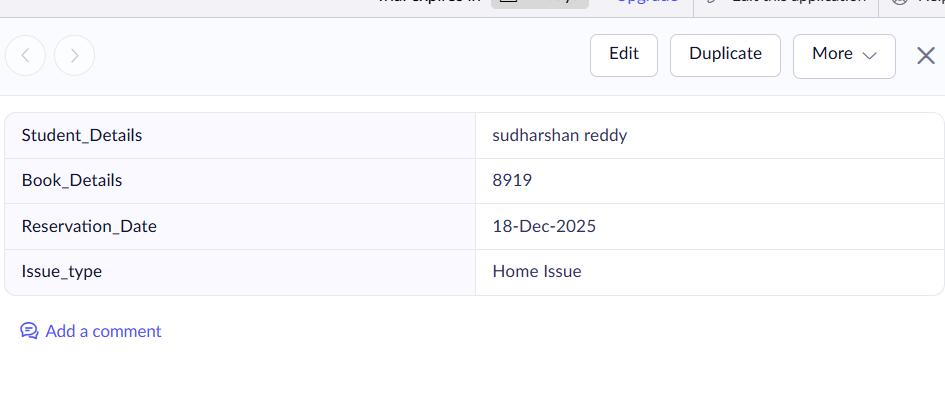 Upgrade Edit this application
Edit Duplicate More
Student_Details sudharshan reddy
Book_Details 8919
Reservation_Date 18-Dec-2025
Issue_type Home Issue
Add a comment